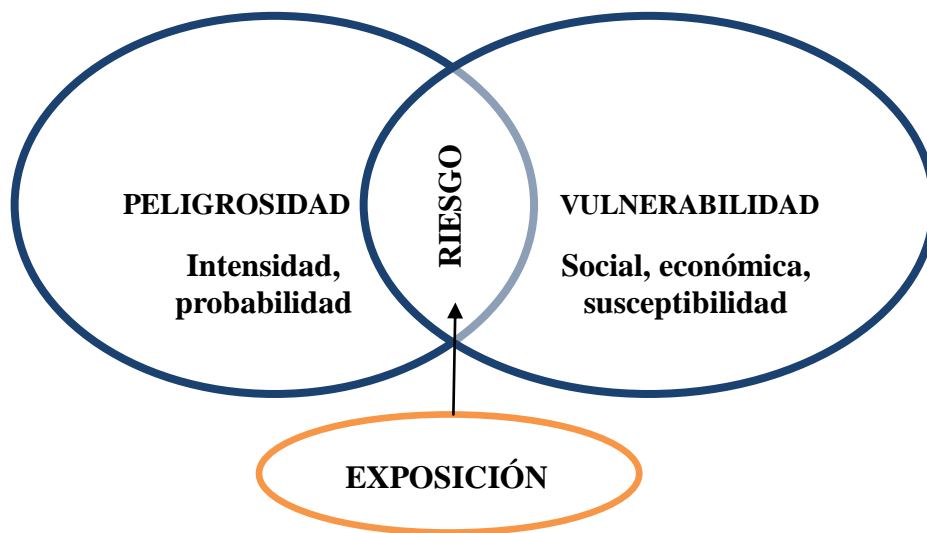 PELIGROSIDAD
Intensidad,
probabilidad
RIESGO
VULNERABILIDAD
Social, económica,
susceptibilidad
EXPOSICIÓN